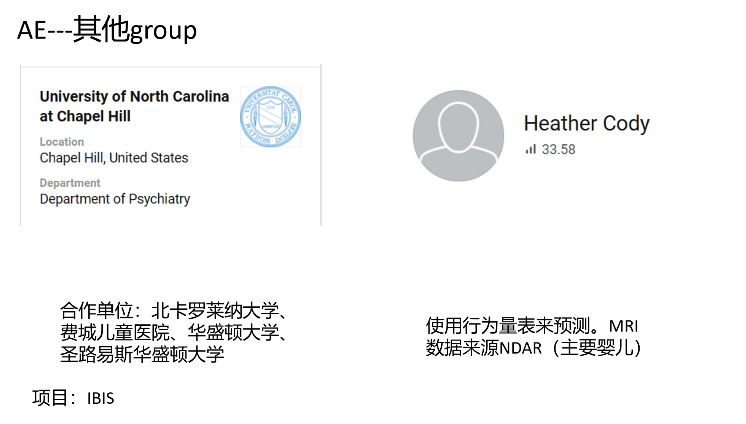 AE---其他group
University of North Carolina
at Chapel Hill
Location
Chapel Hill, United States
Department
Department of Psychiatry
Heather Cody
33.58
合作单位：北卡罗莱纳大学、
费城儿童医院、华盛顿大学、
圣路易斯华盛顿大学
使用行为量表来预测。MRI
数据来源NDAR（主要婴儿）
项目：IBIS